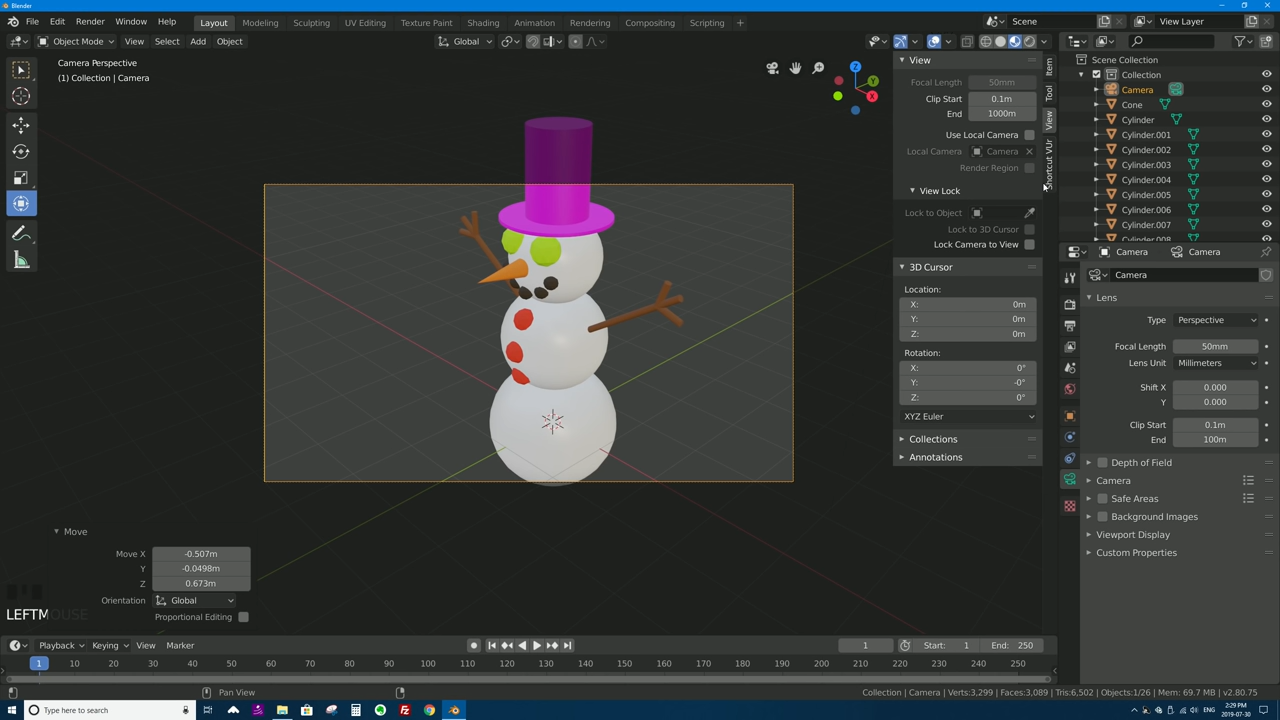 Blender
File Edit Render Window Help Layout Modeling Sculpting UV Editing Texture Paint Shading Animation Rendering Compositing Scripting + Scene View Layer
Object Mode View Select Add Object Global
Camera Perspective
(1) Collection | Camera
Z
Y
X
View
Focal Length 50mm
Clip Start 0.1m
End 1000m
Use Local Camera
Local Camera Camera
Render Region
View Lock
Lock to Object
Lock to 3D Cursor
Lock Camera to View
3D Cursor
Location:
X: 0m
Y: 0m
Z: 0m
Rotation:
X: 0°
Y: -0°
Z: 0°
XYZ Euler
Collections
Annotations
Item
Tool
View
Shortcut VUr
Scene Collection
Collection
Camera
Cone
Cylinder
Cylinder.001
Cylinder.002
Cylinder.003
Cylinder.004
Cylinder.005
Cylinder.006
Cylinder.007
Cylinder.008
Camera Camera
Camera
Lens
Type Perspective
Focal Length 50mm
Lens Unit Millimeters
Shift X 0.000
Y 0.000
Clip Start 0.1m
End 100m
Depth of Field
Camera
Safe Areas
Background Images
Viewport Display
Custom Properties
Move
Move X -0.507m
Y -0.0498m
Z 0.673m
Orientation Global
Proportional Editing
LEFTMOUSE
Playback Keying View Marker 1 Start: 1 End: 250
1 10 20 30 40 50 60 70 80 90 100 110 120 130 140 150 160 170 180 190 200 210 220 230 240 250
Pan View
Collection | Camera | Verts:3,299 | Faces:3,089 | Tris:6,502 | Objects:1/26 | Mem: 69.7 MB | v2.80.75
Type here to search
ENG
2:29 PM
2019-07-30